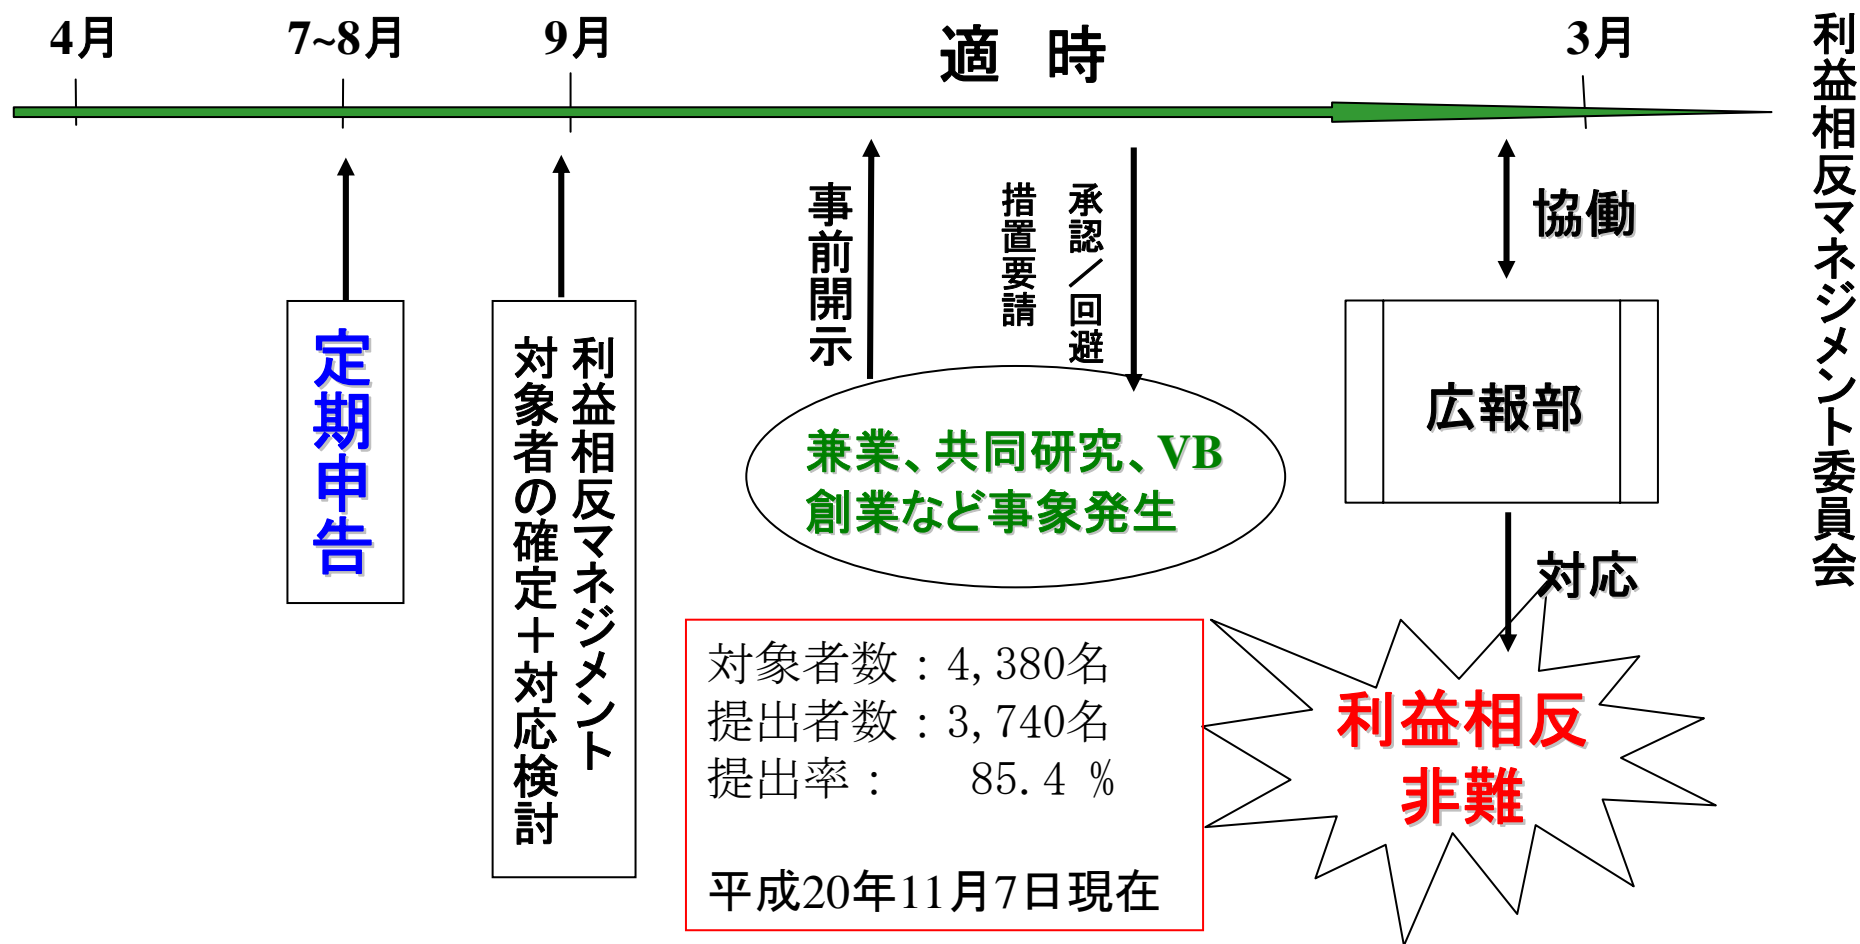 4月
7~8月
9月
適 時
3月
利益相反マネジメント委員会
定期申告
利益相反マネジメント
対象者の確定+対応検討
事前開示
承認/回避
措置要請
兼業、共同研究、VB
創業など事象発生
協働
広報部
対応
利益相反
非難
対象者数:4,380名
提出者数:3,740名
提出率: 85.4 %
平成20年11月7日現在